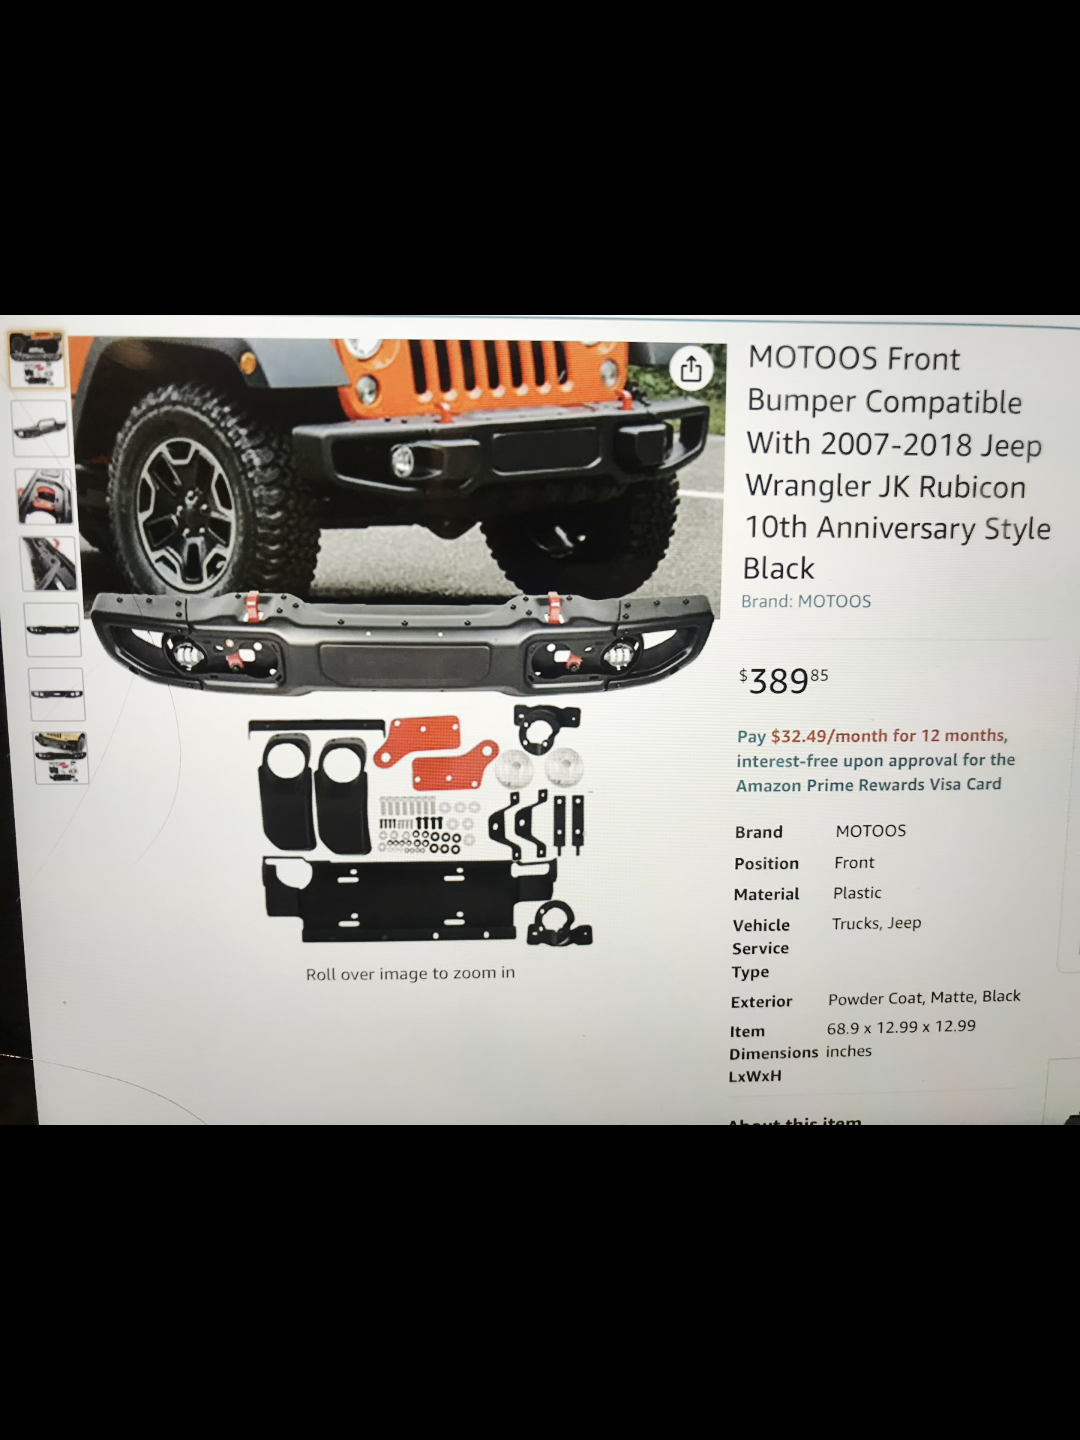 MOTOOS Front
Bumper Compatible
With 2007-2018 Jeep
Wrangler JK Rubicon
10th Anniversary Style
Black
Brand: MOTOOS
$389 85
Pay $32.49/month for 12 months,
interest-free upon approval for the
Amazon Prime Rewards Visa Card
Brand MOTOOS
Position Front
Material Plastic
Vehicle Trucks, Jeep
Service
Type
Exterior Powder Coat, Matte, Black
Item 68.9 x 12.99 x 12.99
Dimensions inches
LxWxH
About this item
Roll over image to zoom in